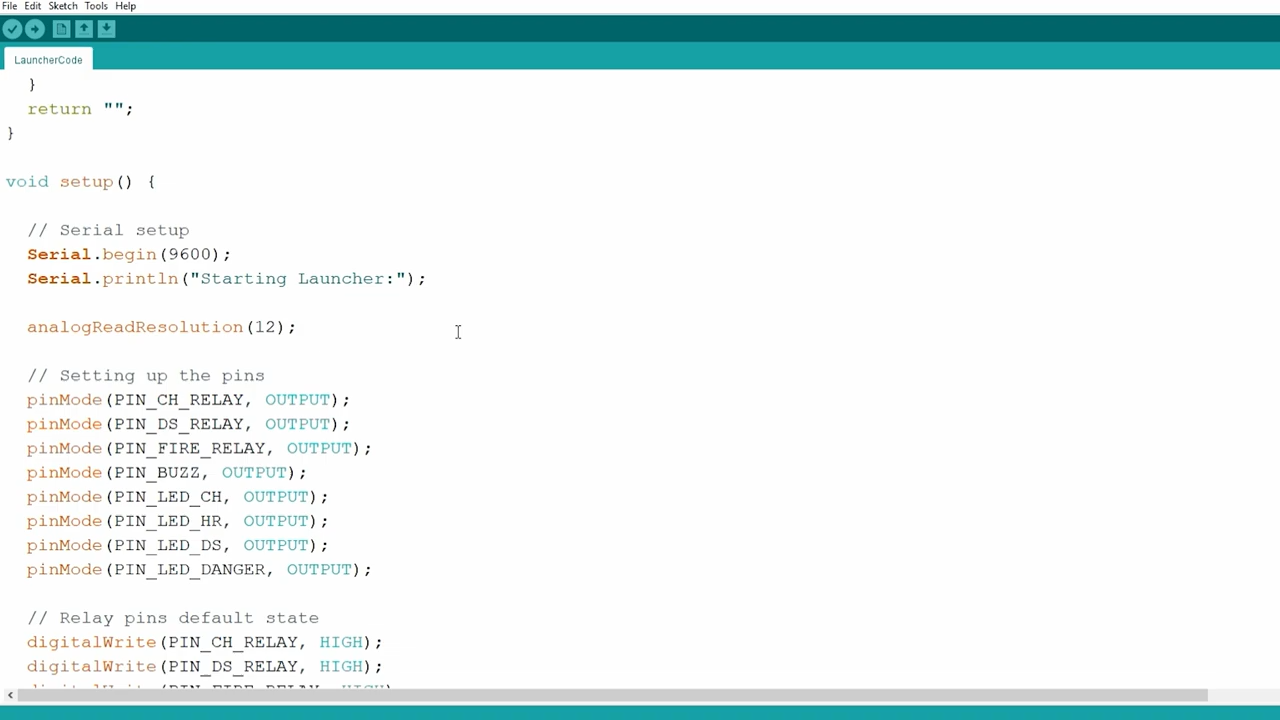 File Edit Sketch Tools Help
LauncherCode
}
return "";
}
void setup() {
// Serial setup
Serial.begin(9600);
Serial.println("Starting Launcher:");
analogReadResolution(12);
// Setting up the pins
pinMode(PIN_CH_RELAY, OUTPUT);
pinMode(PIN_DS_RELAY, OUTPUT);
pinMode(PIN_FIRE_RELAY, OUTPUT);
pinMode(PIN_BUZZ, OUTPUT);
pinMode(PIN_LED_CH, OUTPUT);
pinMode(PIN_LED_HR, OUTPUT);
pinMode(PIN_LED_DS, OUTPUT);
pinMode(PIN_LED_DANGER, OUTPUT);
// Relay pins default state
digitalWrite(PIN_CH_RELAY, HIGH);
digitalWrite(PIN_DS_RELAY, HIGH);